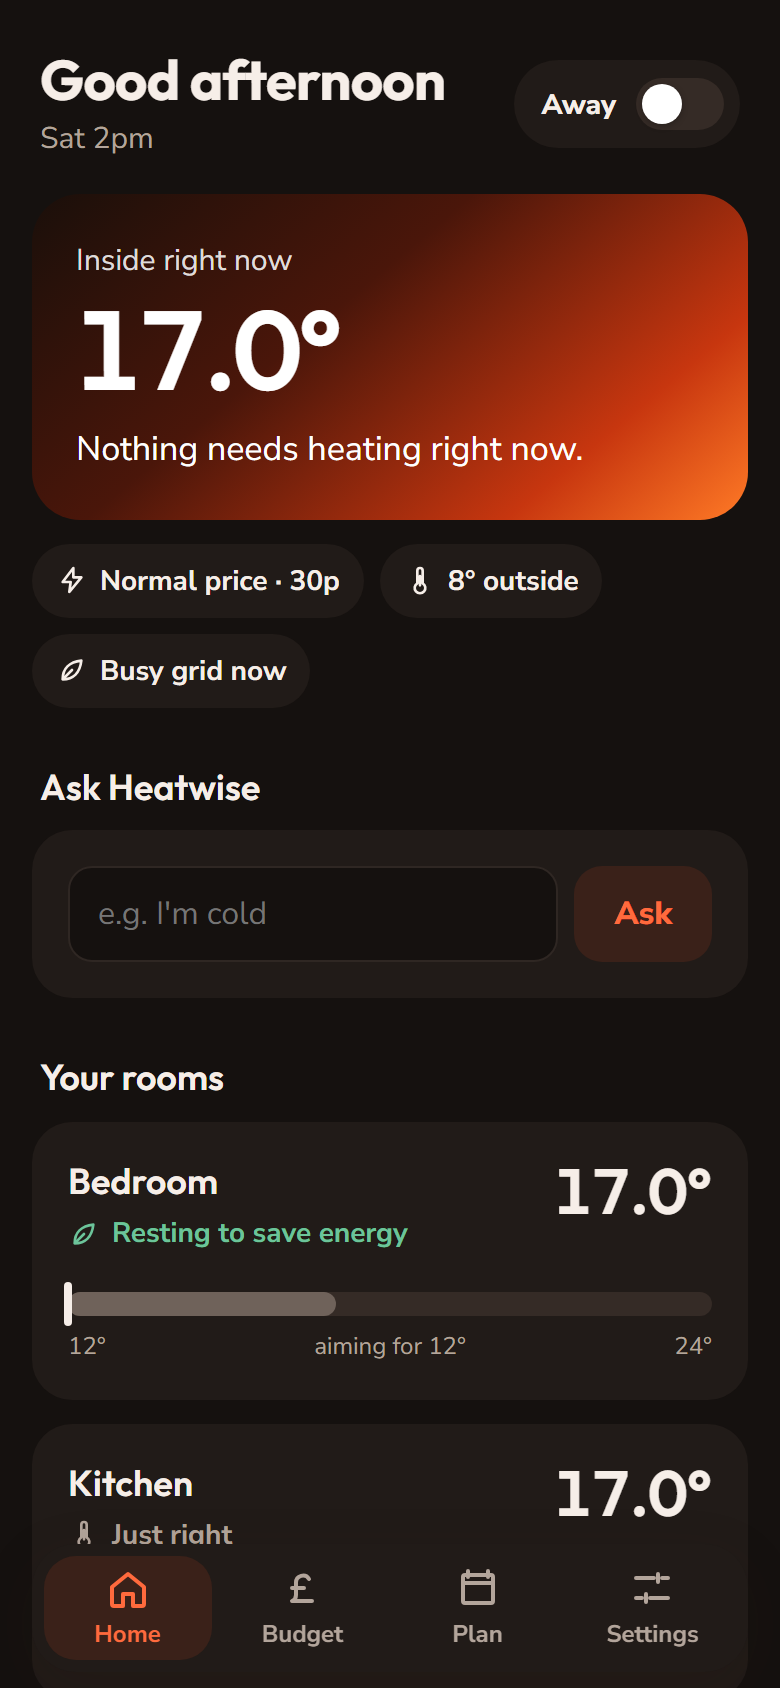 Good afternoon
Sat 2pm
Away
Inside right now
17.0°
Nothing needs heating right now.
Normal price · 30p
8° outside
Busy grid now
Ask Heatwise
e.g. I'm cold
Ask
Your rooms
Bedroom
17.0°
Resting to save energy
12°
aiming for 12°
24°
Kitchen
17.0°
Just right
Home
Budget
Plan
Settings